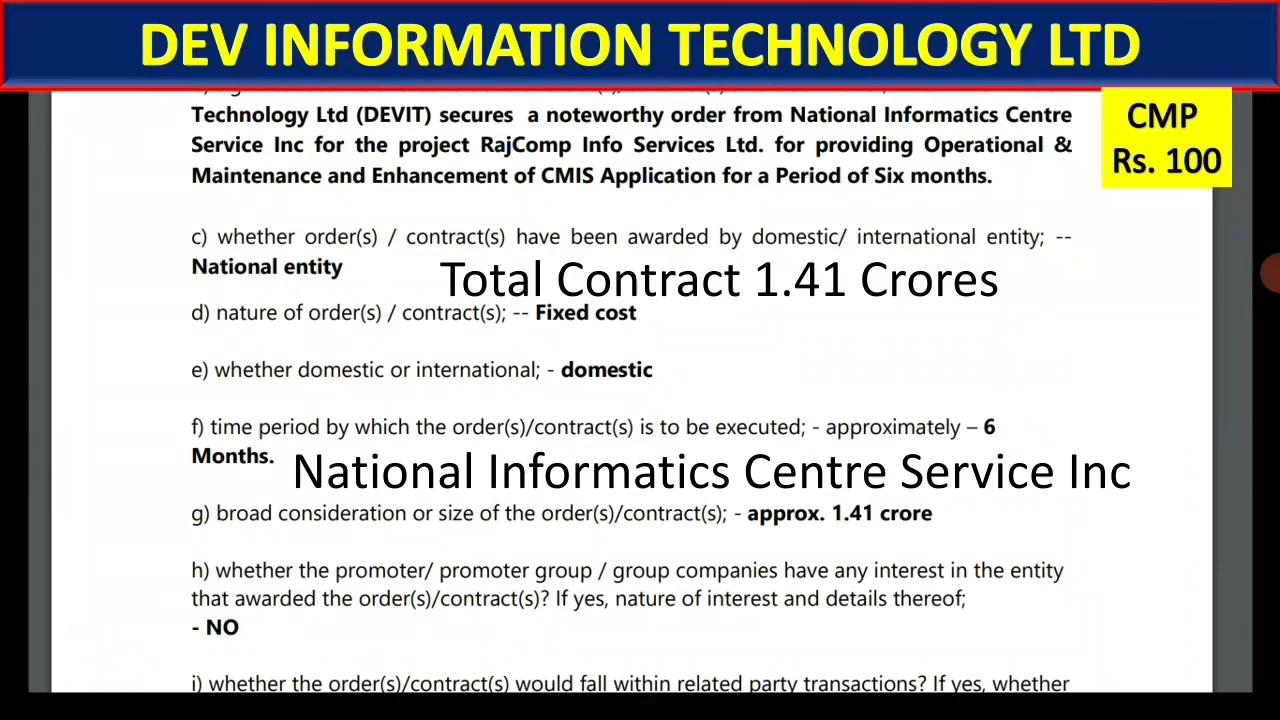 DEV INFORMATION TECHNOLOGY LTD
CMP
Rs. 100
Technology Ltd (DEVIT) secures a noteworthy order from National Informatics Centre
Service Inc for the project RajComp Info Services Ltd. for providing Operational &
Maintenance and Enhancement of CMIS Application for a Period of Six months.
c) whether order(s) / contract(s) have been awarded by domestic/ international entity; --
National entity
Total Contract 1.41 Crores
d) nature of order(s) / contract(s); -- Fixed cost
e) whether domestic or international; - domestic
f) time period by which the order(s)/contract(s) is to be executed; - approximately – 6
Months.
National Informatics Centre Service Inc
g) broad consideration or size of the order(s)/contract(s); - approx. 1.41 crore
h) whether the promoter/ promoter group / group companies have any interest in the entity
that awarded the order(s)/contract(s)? If yes, nature of interest and details thereof;
- NO
i) whether the order(s)/contract(s) would fall within related party transactions? If yes, whether